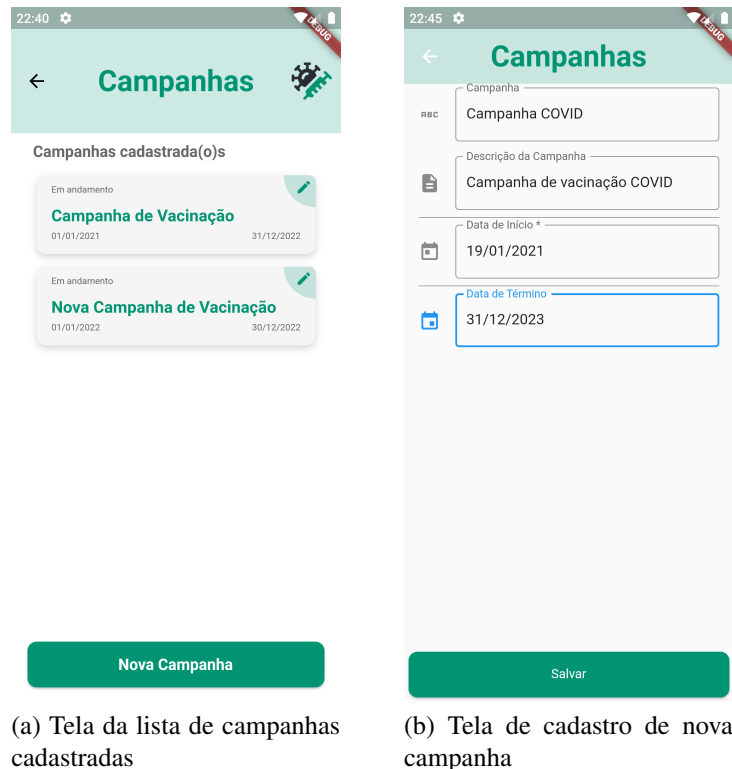 22:40
DEBUG
Campanhas
Campanhas cadastrada(o)s
Em andamento
Campanha de Vacinação
01/01/2021 31/12/2022
Em andamento
Nova Campanha de Vacinação
01/01/2022 30/12/2022
Nova Campanha
(a) Tela da lista de campanhas
cadastradas
22:45
DEBUG
Campanhas
Campanha
ABC Campanha COVID
Descrição da Campanha
Campanha de vacinação COVID
Data de Início *
19/01/2021
Data de Término
31/12/2023
Salvar
(b) Tela de cadastro de nova
campanha